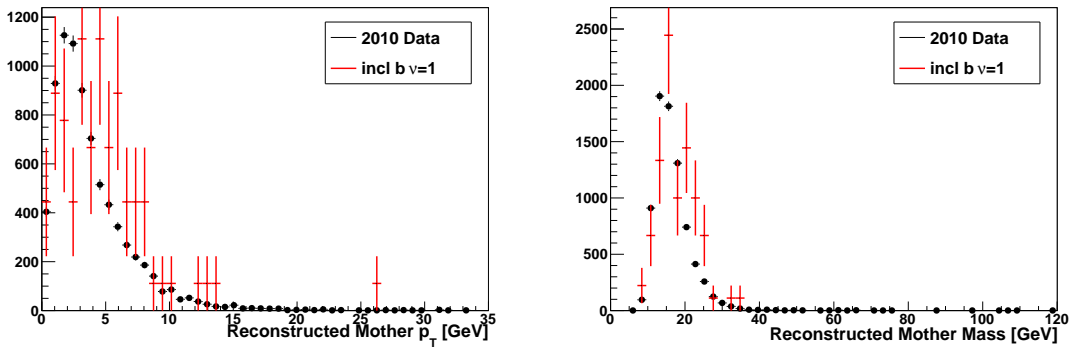 1200
1000
800
600
400
200
0
0 5 10 15 20 25 30 35
Reconstructed Mother p_T [GeV]
2010 Data
incl b ν=1
2500
2000
1500
1000
500
0
0 20 40 60 80 100 120
Reconstructed Mother Mass [GeV]
2010 Data
incl b ν=1